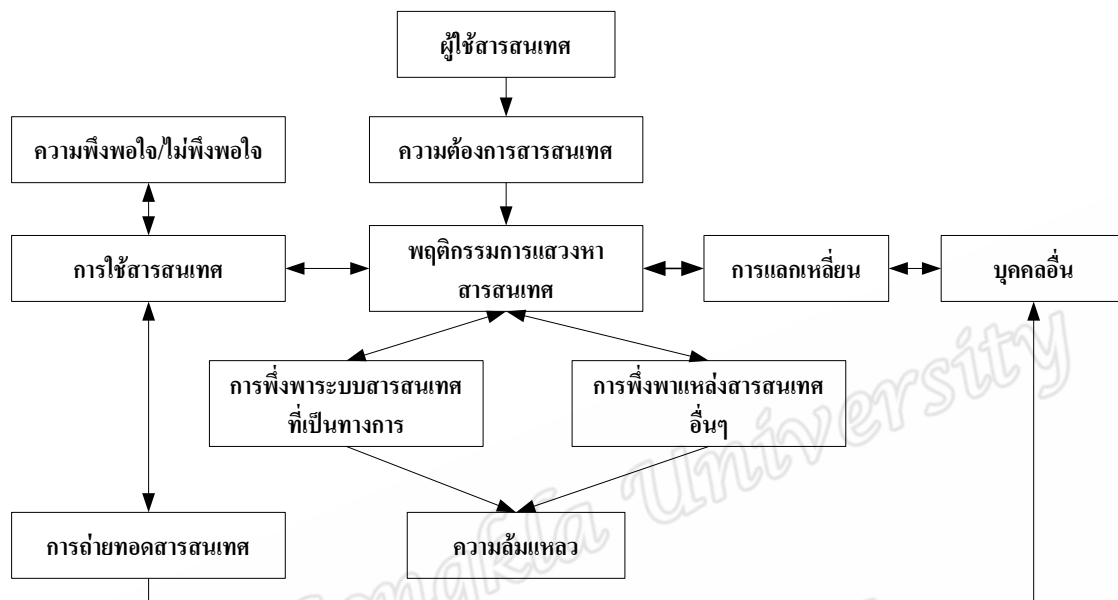 ผู้ใช้สารสนเทศ
ความพึงพอใจ/ไม่พึงพอใจ
ความต้องการสารสนเทศ
การใช้สารสนเทศ
พฤติกรรมการแสวงหา
สารสนเทศ
การแลกเหลี่ยน
บุคคลอื่น
การพึ่งพาระบบสารสนเทศ
ที่เป็นทางการ
การพึ่งพาแหล่งสารสนเทศ
อื่นๆ
การถ่ายทอดสารสนเทศ
ความล้มแหลว
ongkla University